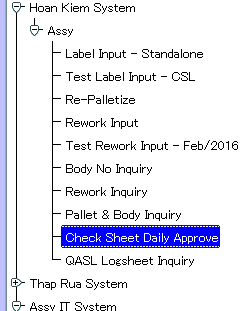 Hoan Kiem System
Assy
Label Input - Standalone
Test Label Input - CSL
Re-Palletize
Rework Input
Test Rework Input - Feb/2016
Body No Inquiry
Rework Inquiry
Pallet & Body Inquiry
Check Sheet Daily Approve
QASL Logsheet Inquiry
Thap Rua System
Assy IT System